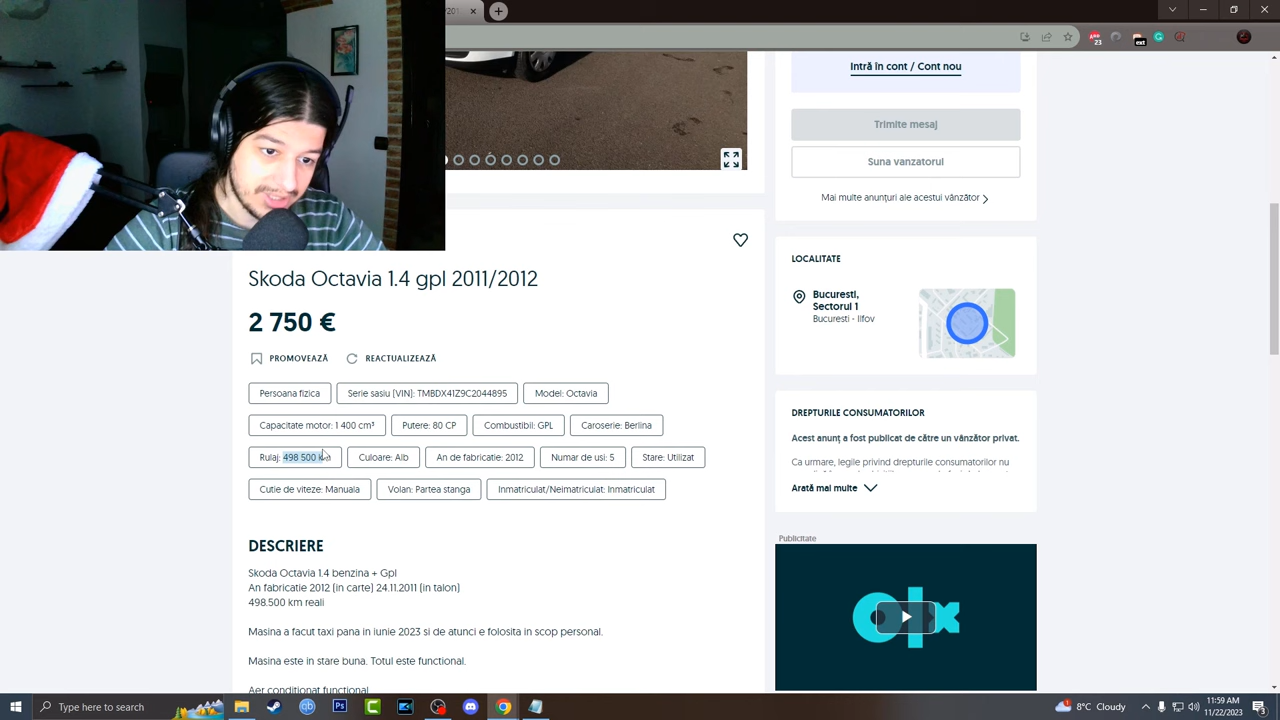 201
23
ext
Intră în cont / Cont nou
Trimite mesaj
Suna vanzatorul
Mai multe anunțuri ale acestui vânzător
Skoda Octavia 1.4 gpl 2011/2012
2 750 €
PROMOVEAZĂ
REACTUALIZEAZĂ
Persoana fizica
Serie sasiu (VIN): TMBDX41Z9C2044895
Model: Octavia
Capacitate motor: 1 400 cm³
Putere: 80 CP
Combustibil: GPL
Caroserie: Berlina
Rulaj: 498 500 km
Culoare: Alb
An de fabricatie: 2012
Numar de usi: 5
Stare: Utilizat
Cutie de viteze: Manuala
Volan: Partea stanga
Inmatriculat/Neimatriculat: Inmatriculat
DESCRIERE
Skoda Octavia 1.4 benzina + Gpl
An fabricatie 2012 (in carte) 24.11.2011 (in talon)
498.500 km reali
Masina a facut taxi pana in iunie 2023 si de atunci e folosita in scop personal.
Masina este in stare buna. Totul este functional.
Aer conditionat functional
LOCALITATE
Bucuresti,
Sectorul 1
Bucuresti - Ilfov
DREPTURILE CONSUMATORILOR
Acest anunț a fost publicat de către un vânzător privat.
Ca urmare, legile privind drepturile consumatorilor nu
Arată mai multe
Publicitate
olx
Type here to search
Ps
8°C Cloudy
11:59 AM
11/22/2023